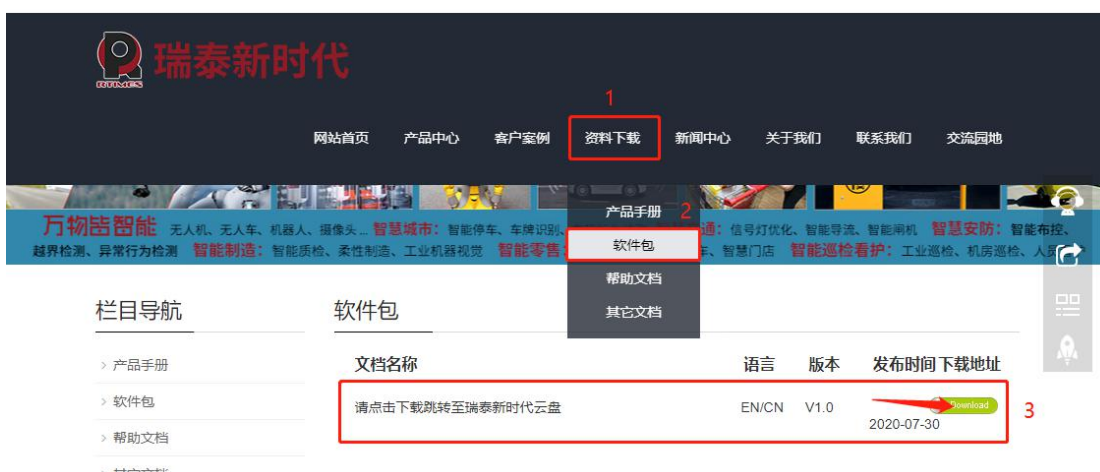 RTIMES
瑞泰新时代
1
网站首页 产品中心 客户案例 资料下载 新闻中心 关于我们 联系我们 交流园地
产品手册 2
软件包
帮助文档
其它文档
万物皆智能 无人机、无人车、机器人、摄像头... 智慧城市：智能停车、车牌识别、 通：信号灯优化、智能导流、智能闸机 智慧安防：智能布控、
越界检测、异常行为检测 智能制造：智能质检、柔性制造、工业机器视觉 智能零售： 车、智慧门店 智能巡检看护：工业巡检、机房巡检、人
栏目导航
软件包
产品手册
软件包
帮助文档
文档名称 语言 版本 发布时间 下载地址
请点击下载跳转至瑞泰新时代云盘 EN/CN V1.0 2020-07-30 Download
3